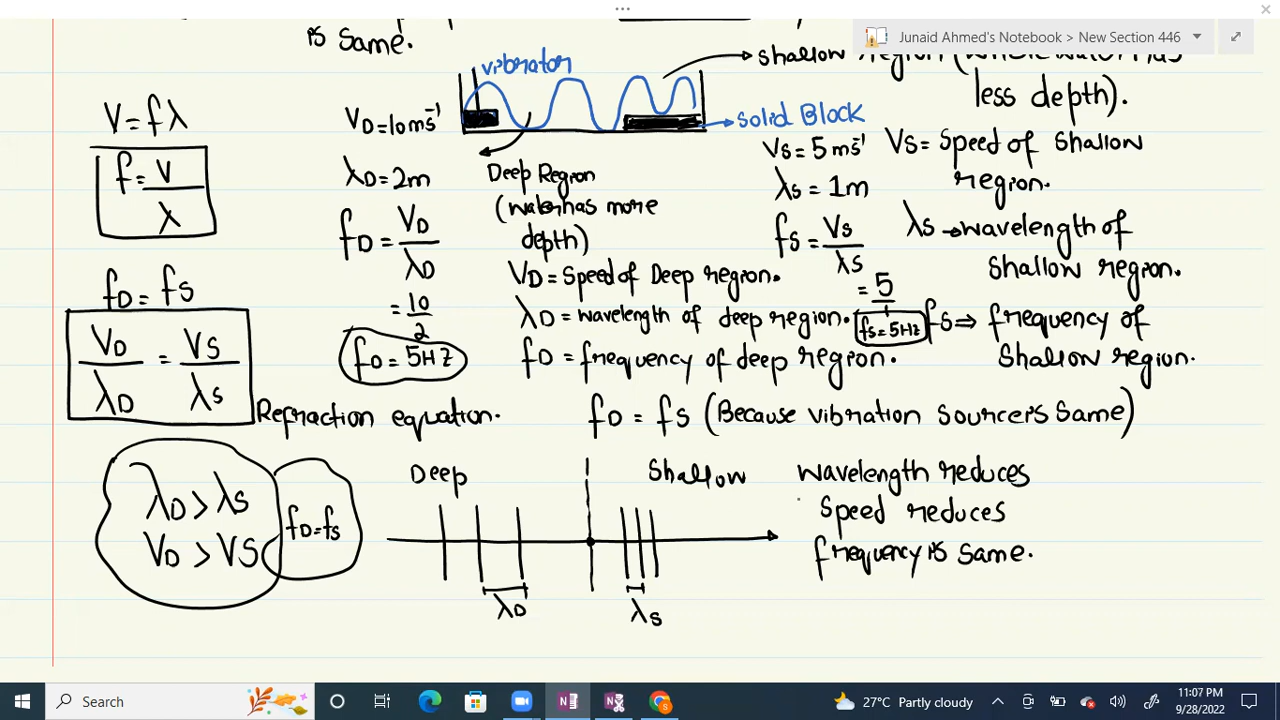 Junaid Ahmed's Notebook > New Section 446
is same.
vibrator
shallow region
less depth).
Solid Block
V = fλ
f = V/λ
fD = fS
VD/λD = VS/λS
Refraction equation.
VD = 10ms⁻¹
λD = 2m
fD = VD/λD
= 10/2
fD = 5HZ
Deep Region
(water has more
depth)
VD = Speed of Deep region.
λD = wavelength of deep region.
fD = frequency of deep region.
VS = 5ms⁻¹
λS = 1m
fS = VS/λS
= 5/1
fS = 5HZ
VS = Speed of Shallow
region.
λS → wavelength of
Shallow region.
fS ⇒ frequency of
Shallow region.
fD = fS (Because vibration source is Same)
λD > λS
VD > VS
fD = fS
Deep
Shallow
λD
λS
wavelength reduces
Speed reduces
frequency is same.
Search
27°C Partly cloudy
11:07 PM
9/28/2022